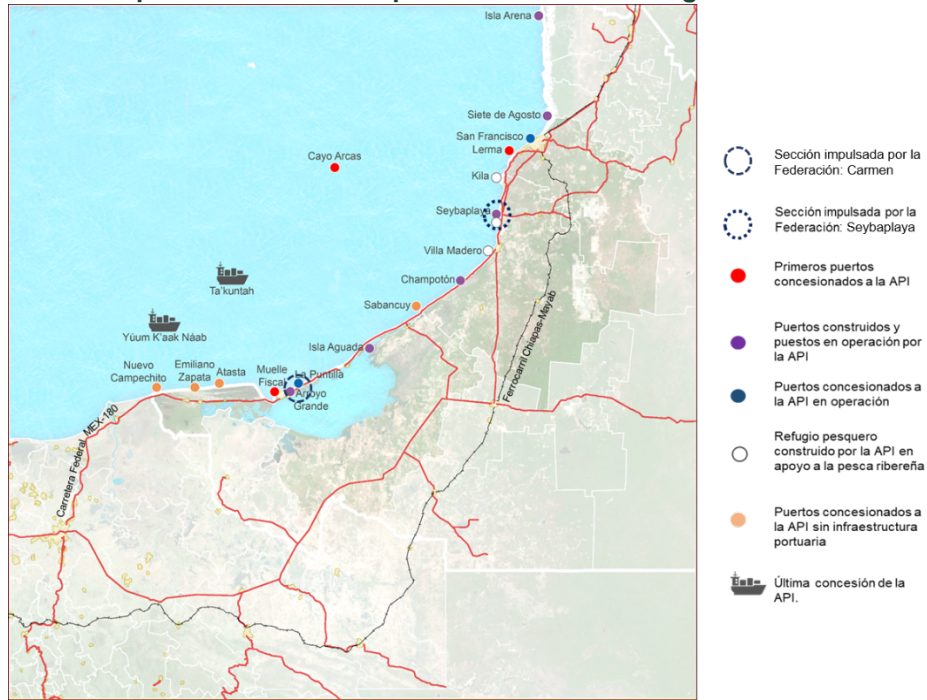 Isla Arena
Siete de Agosto
San Francisco
Lerma
Cayo Arcas
Kila
Seybaplaya
Villa Madero
Ta'kuntah
Champotón
Sabancuy
Yúum K'aak Náab
Isla Aguada
Nuevo
Campechito
Emiliano
Zapata
Atasta
Muelle
Fiscal
La Puntilla
Arroyo
Grande
Carretera Federal MEX-180
Ferrocarril Chiapas-Mayab
Sección impulsada por la
Federación: Carmen
Sección impulsada por la
Federación: Seybaplaya
Primeros puertos
concesionados a la API
Puertos construidos y
puestos en operación por
la API
Puertos concesionados a
la API en operación
Refugio pesquero
construido por la API en
apoyo a la pesca ribereña
Puertos concesionados a
la API sin infraestructura
portuaria
Última concesión de la
API.